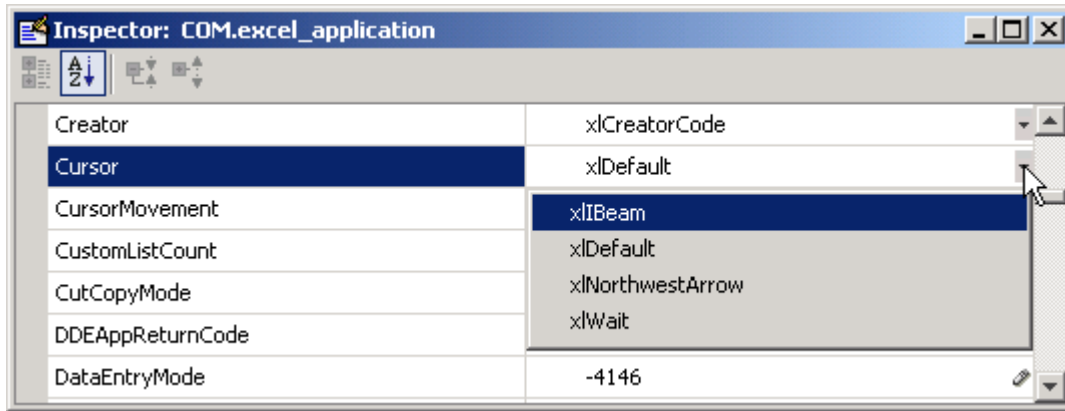 Inspector: COM.excel_application
A
Z
Creator xlCreatorCode
Cursor xlDefault
CursorMovement xlIBeam
CustomListCount xlDefault
CutCopyMode xlNorthwestArrow
DDEAppReturnCode xlWait
DataEntryMode -4146